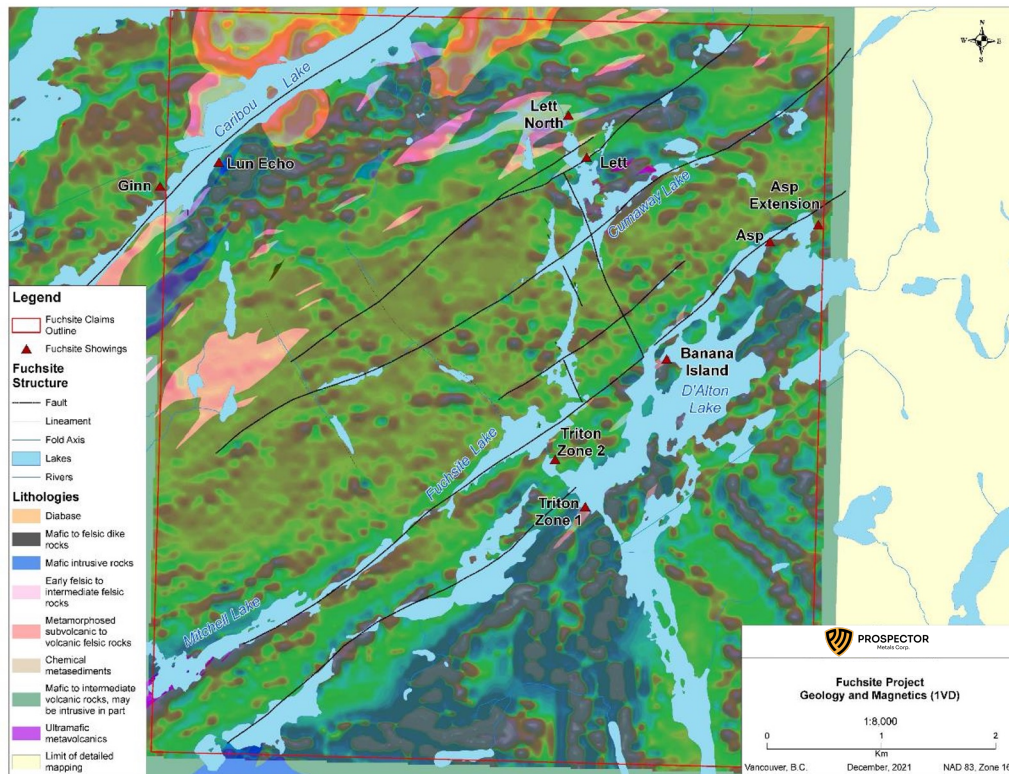 N
W
E
S
Caribou Lake
Lett
North
Lun Echo
Lett
Ginn
Asp
Extension
Cumaway Lake
Asp
Legend
Fuchsite Claims
Outline
Fuchsite Showings
Fuchsite
Structure
Fault
Lineament
Fold Axis
Lakes
Rivers
Lithologies
Diabase
Mafic to felsic dike
rocks
Mafic intrusive rocks
Early felsic to
intermediate felsic
rocks
Metamorphosed
subvolcanic to
volcanic felsic rocks
Chemical
metasediments
Mafic to intermediate
volcanic rocks, may
be intrusive in part
Ultramafic
metavolcanics
Limit of detailed
mapping
Banana
Island
D'Alton
Lake
Triton
Zone 2
Fuchsite Lake
Triton
Zone 1
Mitchell Lake
PROSPECTOR
Metals Corp.
Fuchsite Project
Geology and Magnetics (1VD)
1:8,000
0 1 2
Km
Vancouver, B.C. December, 2021 NAD 83, Zone 16